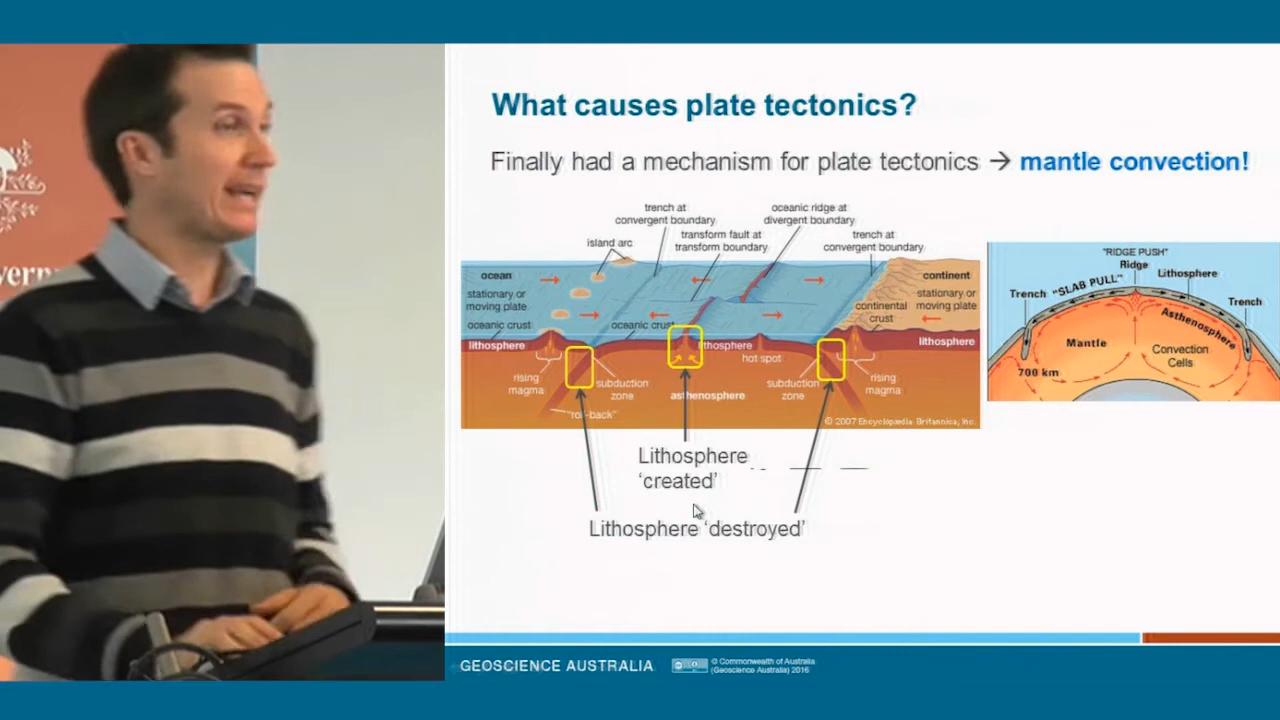 What causes plate tectonics?
Finally had a mechanism for plate tectonics → mantle convection!
trench at
convergent boundary
oceanic ridge at
divergent boundary
island arc
transform fault at
transform boundary
trench at
convergent boundary
ocean
stationary or
moving plate
oceanic crust
oceanic crust
continental
crust
continent
stationary or
moving plate
lithosphere
lithosphere
hot spot
lithosphere
rising
magma
subduction
zone
asthenosphere
subduction
zone
rising
magma
"roll-back"
© 2007 Encyclopædia Britannica, Inc.
"RIDGE PUSH"
Ridge
Lithosphere
Trench
"SLAB PULL"
Trench
Asthenosphere
Mantle
Convection
Cells
700 km
Lithosphere
'created'
Lithosphere 'destroyed'
GEOSCIENCE AUSTRALIA
© Commonwealth of Australia
(Geoscience Australia) 2016